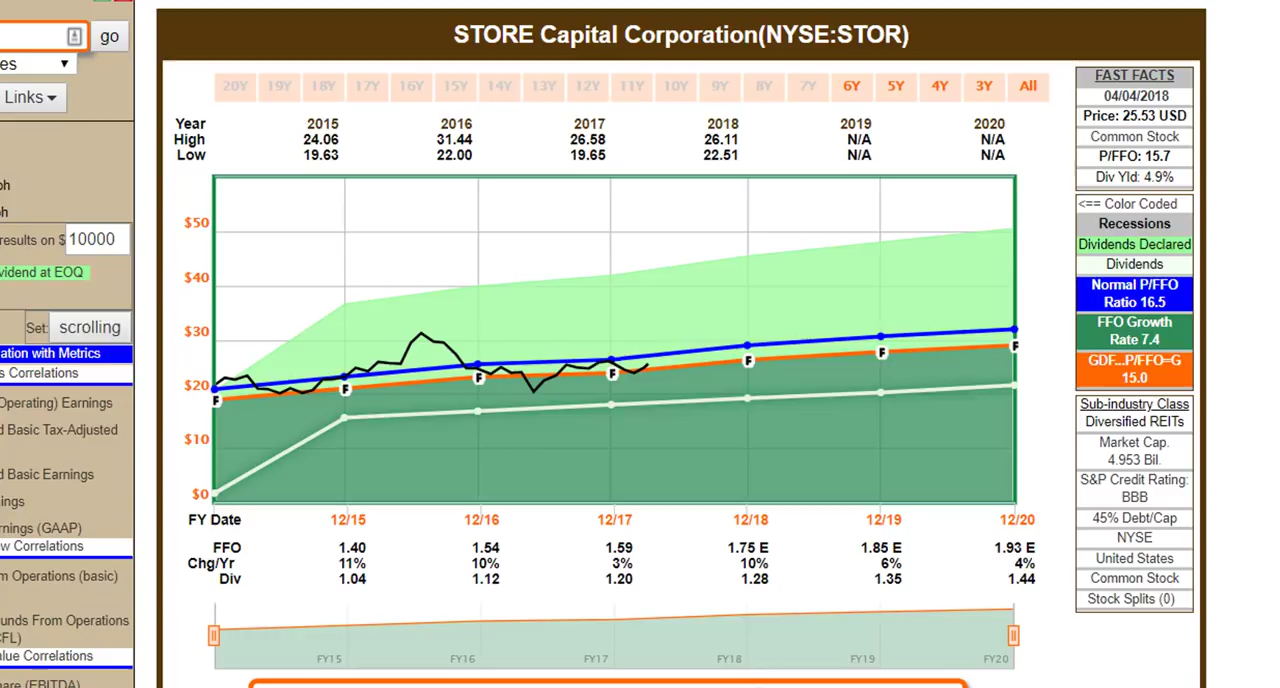 STORE Capital Corporation(NYSE:STOR)
go
es
Links
ph
h
results on $ 10000
vidend at EOQ
Set: scrolling
ation with Metrics
s Correlations
Operating) Earnings
d Basic Tax-Adjusted
d Basic Earnings
ings
rnings (GAAP)
w Correlations
m Operations (basic)
unds From Operations
CFL)
alue Correlations
hare (EBITDA)
20Y 19Y 18Y 17Y 16Y 15Y 14Y 13Y 12Y 11Y 10Y 9Y 8Y 7Y 6Y 5Y 4Y 3Y All
Year 2015 2016 2017 2018 2019 2020
High 24.06 31.44 26.58 26.11 N/A N/A
Low 19.63 22.00 19.65 22.51 N/A N/A
$50
$40
$30
$20
$10
$0
F F F F F F F
FY Date 12/15 12/16 12/17 12/18 12/19 12/20
FFO 1.40 1.54 1.59 1.75 E 1.85 E 1.93 E
Chg/Yr 11% 10% 3% 10% 6% 4%
Div 1.04 1.12 1.20 1.28 1.35 1.44
FY15 FY16 FY17 FY18 FY19 FY20
FAST FACTS
04/04/2018
Price: 25.53 USD
Common Stock
P/FFO: 15.7
Div Yld: 4.9%
<== Color Coded
Recessions
Dividends Declared
Dividends
Normal P/FFO
Ratio 16.5
FFO Growth
Rate 7.4
GDF...P/FFO=G
15.0
Sub-industry Class
Diversified REITs
Market Cap.
4.953 Bil.
S&P Credit Rating:
BBB
45% Debt/Cap
NYSE
United States
Common Stock
Stock Splits (0)